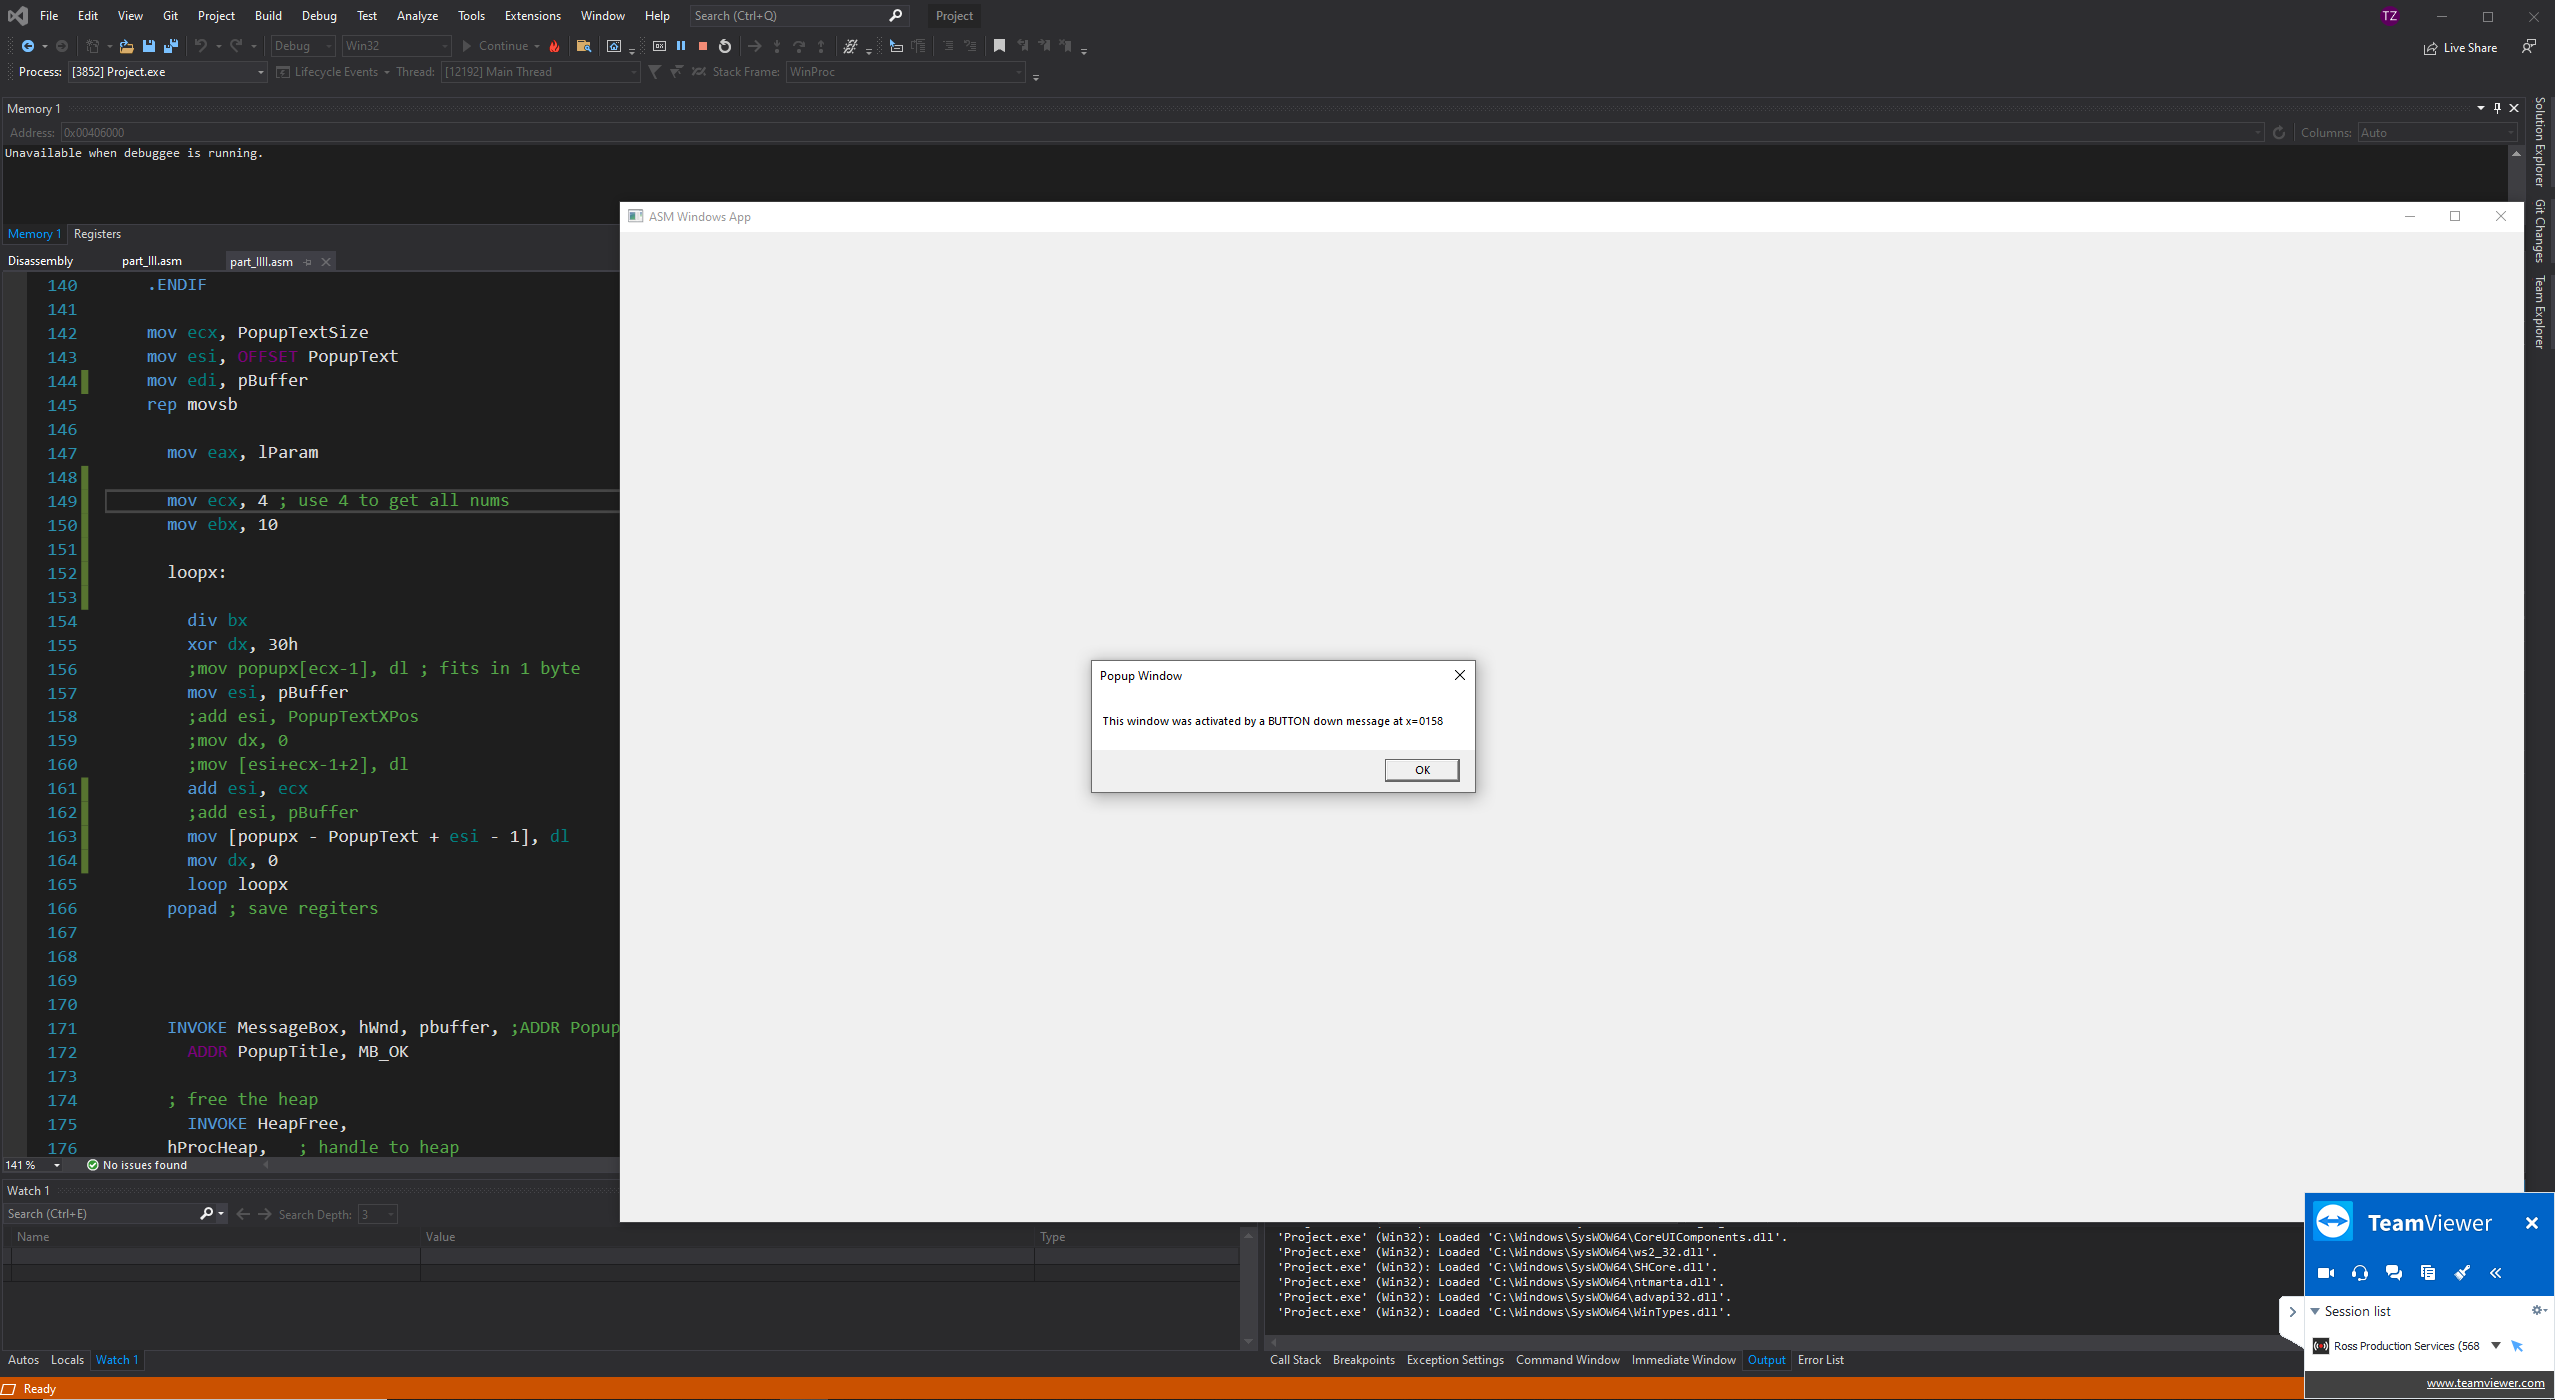 File Edit View Git Project Build Debug Test Analyze Tools Extensions Window Help Search (Ctrl+Q) Project TZ
Debug Win32 Continue Live Share
Process: [3852] Project.exe Lifecycle Events Thread: [12192] Main Thread Stack Frame: WinProc
Memory 1
Address: 0x00406000 Columns: Auto
Unavailable when debuggee is running.
Memory 1 Registers
Disassembly part_III.asm part_IIII.asm
140 .ENDIF
141
142 mov ecx, PopupTextSize
143 mov esi, OFFSET PopupText
144 mov edi, pBuffer
145 rep movsb
146
147 mov eax, lParam
148
149 mov ecx, 4 ; use 4 to get all nums
150 mov ebx, 10
151
152 loopx:
153
154 div bx
155 xor dx, 30h
156 ;mov popupx[ecx-1], dl ; fits in 1 byte
157 mov esi, pBuffer
158 ;add esi, PopupTextXPos
159 ;mov dx, 0
160 ;mov [esi+ecx-1+2], dl
161 add esi, ecx
162 ;add esi, pBuffer
163 mov [popupx - PopupText + esi - 1], dl
164 mov dx, 0
165 loop loopx
166 popad ; save regiters
167
168
169
170
171 INVOKE MessageBox, hWnd, pbuffer, ;ADDR Popup
172 ADDR PopupTitle, MB_OK
173
174 ; free the heap
175 INVOKE HeapFree,
176 hProcHeap, ; handle to heap
141 % No issues found
ASM Windows App
Popup Window
This window was activated by a BUTTON down message at x=0158
OK
Solution Explorer
Git Changes
Team Explorer
Watch 1
Search (Ctrl+E) Search Depth: 3
Name Value Type
Autos Locals Watch 1
'Project.exe' (Win32): Loaded 'C:\Windows\SysWOW64\CoreUIComponents.dll'.
'Project.exe' (Win32): Loaded 'C:\Windows\SysWOW64\ws2_32.dll'.
'Project.exe' (Win32): Loaded 'C:\Windows\SysWOW64\SHCore.dll'.
'Project.exe' (Win32): Loaded 'C:\Windows\SysWOW64\ntmarta.dll'.
'Project.exe' (Win32): Loaded 'C:\Windows\SysWOW64\advapi32.dll'.
'Project.exe' (Win32): Loaded 'C:\Windows\SysWOW64\WinTypes.dll'.
Call Stack Breakpoints Exception Settings Command Window Immediate Window Output Error List
Ready
TeamViewer
Session list
Ross Production Services (568
www.teamviewer.com